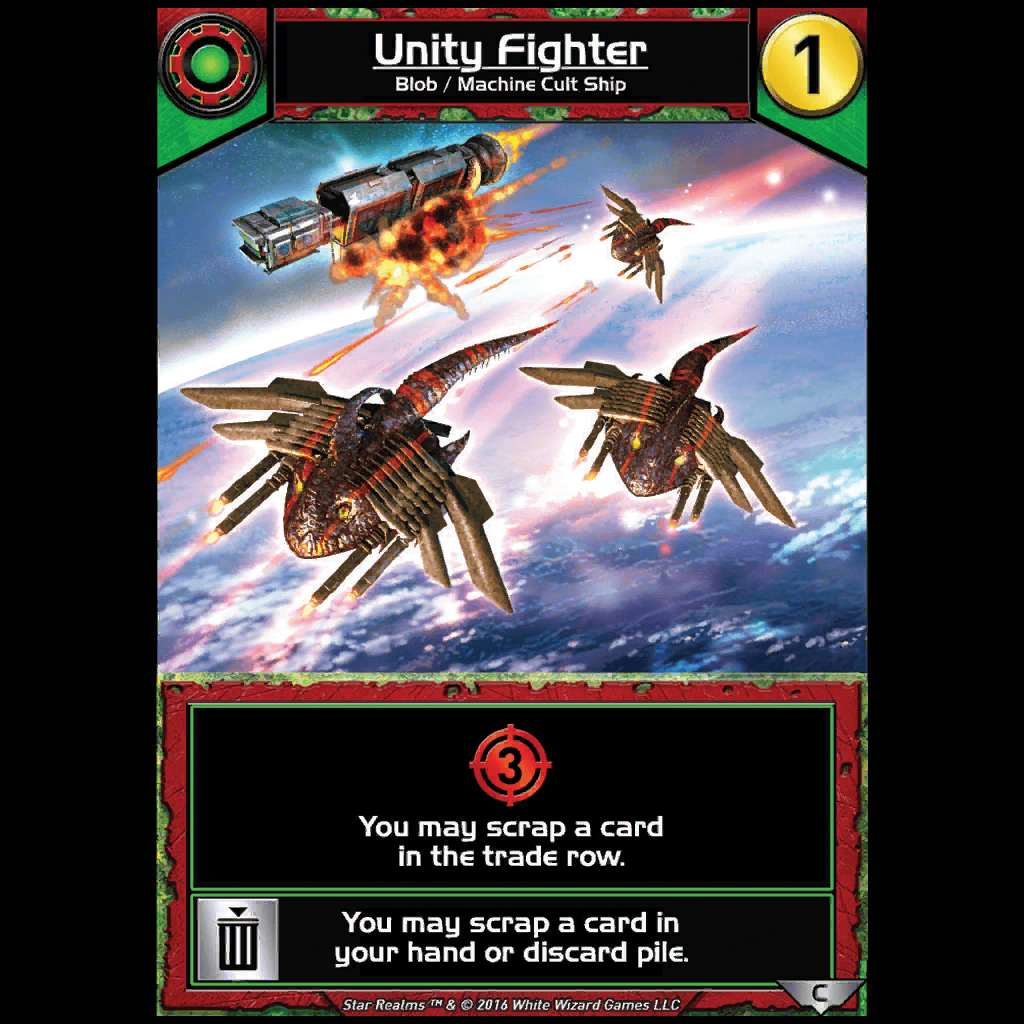 Unity Fighter
1
Blob / Machine Cult Ship
3
You may scrap a card
in the trade row.
You may scrap a card in
your hand or discard pile.
C
Star Realms ™ & © 2016 White Wizard Games LLC